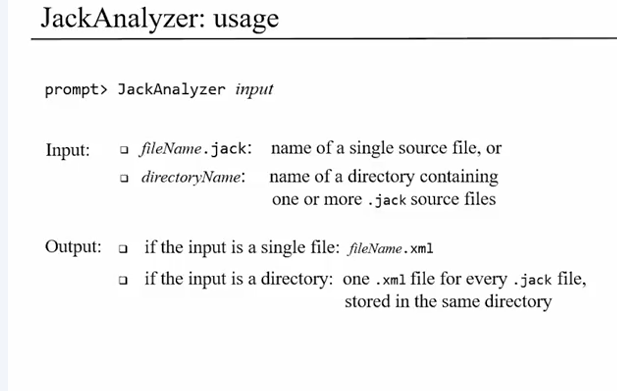 JackAnalyzer: usage
prompt> JackAnalyzer input
Input: fileName.jack: name of a single source file, or
directoryName: name of a directory containing
one or more .jack source files
Output: if the input is a single file: fileName.xml
if the input is a directory: one .xml file for every .jack file,
stored in the same directory